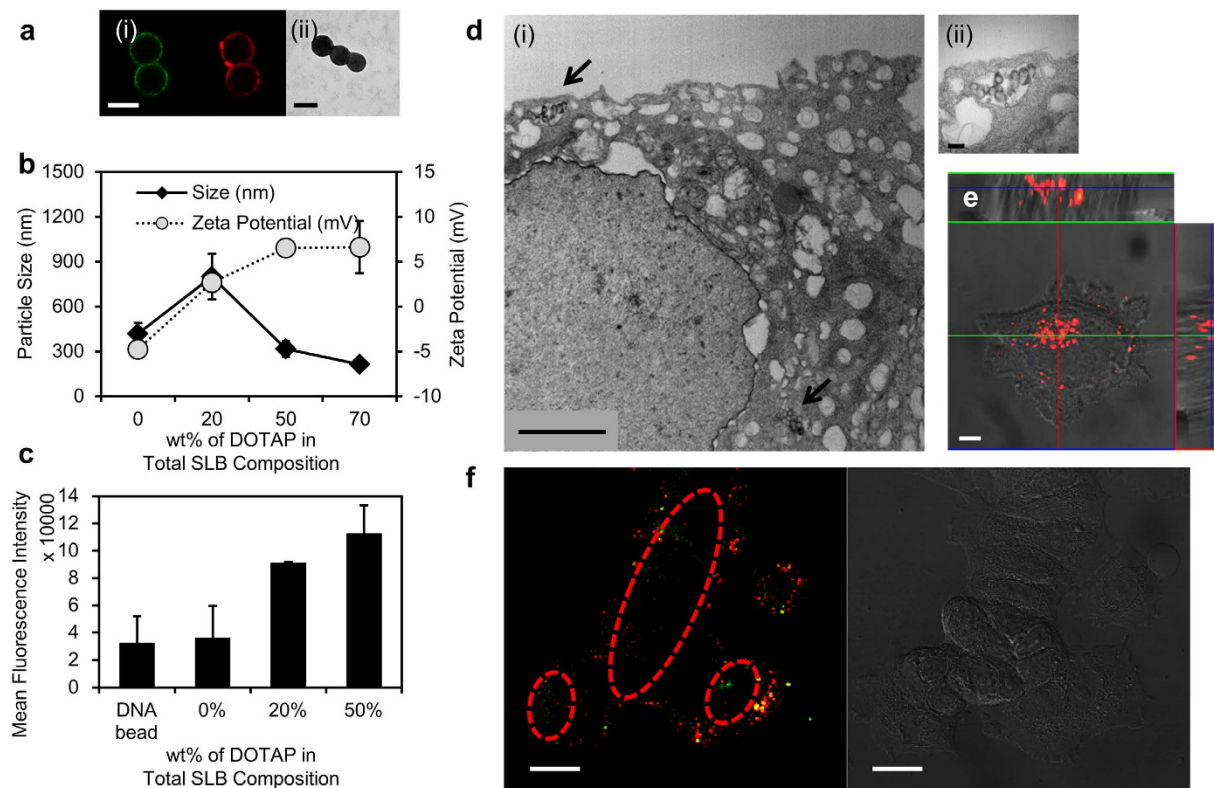 a
(i)
(ii)
b
1500
1200
900
600
300
0
Particle Size (nm)
Size (nm)
Zeta Potential (mV)
15
10
5
0
-5
-10
Zeta Potential (mV)
0 20 50 70
wt% of DOTAP in
Total SLB Composition
c
14
12
10
8
6
4
2
0
Mean Fluorescence Intensity
x 10000
DNA
bead
0% 20% 50%
wt% of DOTAP in
Total SLB Composition
d
(i)
(ii)
e
f